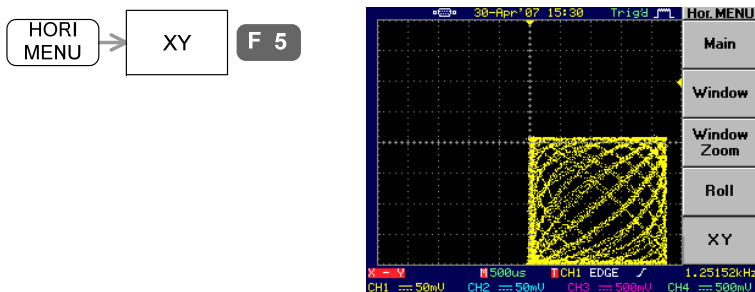 HORI
MENU
XY
F 5
30-Apr'07 15:30 Trig'd
Hor. MENU
Main
Window
Window
Zoom
Roll
XY
X - Y M 500us T CH1 EDGE 1.25152kHz
CH1 50mV CH2 50mV CH3 500mV CH4 500mV